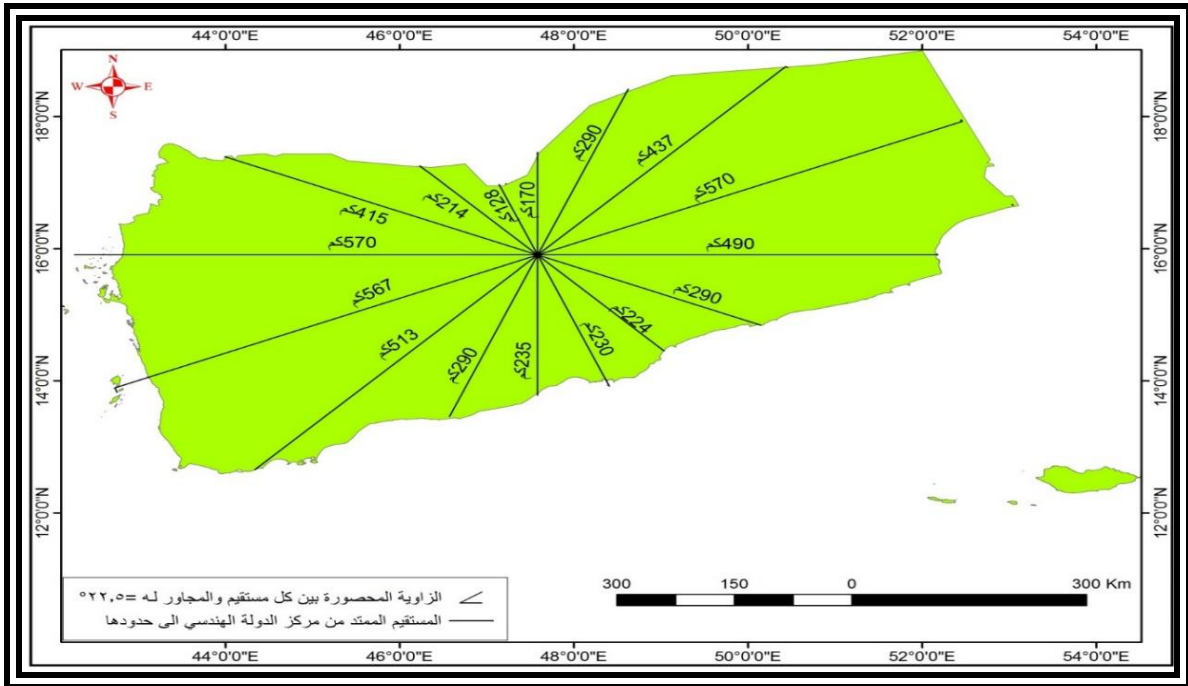 44°0'0"E 46°0'0"E 48°0'0"E 50°0'0"E 52°0'0"E 54°0'0"E
N
W E
S
18°0'0"N 18°0'0"N
290كم
437كم
170كم
128كم
214كم
570كم
415كم
16°0'0"N 570كم 490كم 16°0'0"N
567كم
290كم
224كم
513كم
230كم
290كم
235كم
14°0'0"N 14°0'0"N
12°0'0"N 12°0'0"N
300 150 0 300 Km
الزاوية المحصورة بين كل مستقيم والمجاور له =٢٢,٥°
المستقيم الممتد من مركز الدولة الهندسي الى حدودها
44°0'0"E 46°0'0"E 48°0'0"E 50°0'0"E 52°0'0"E 54°0'0"E